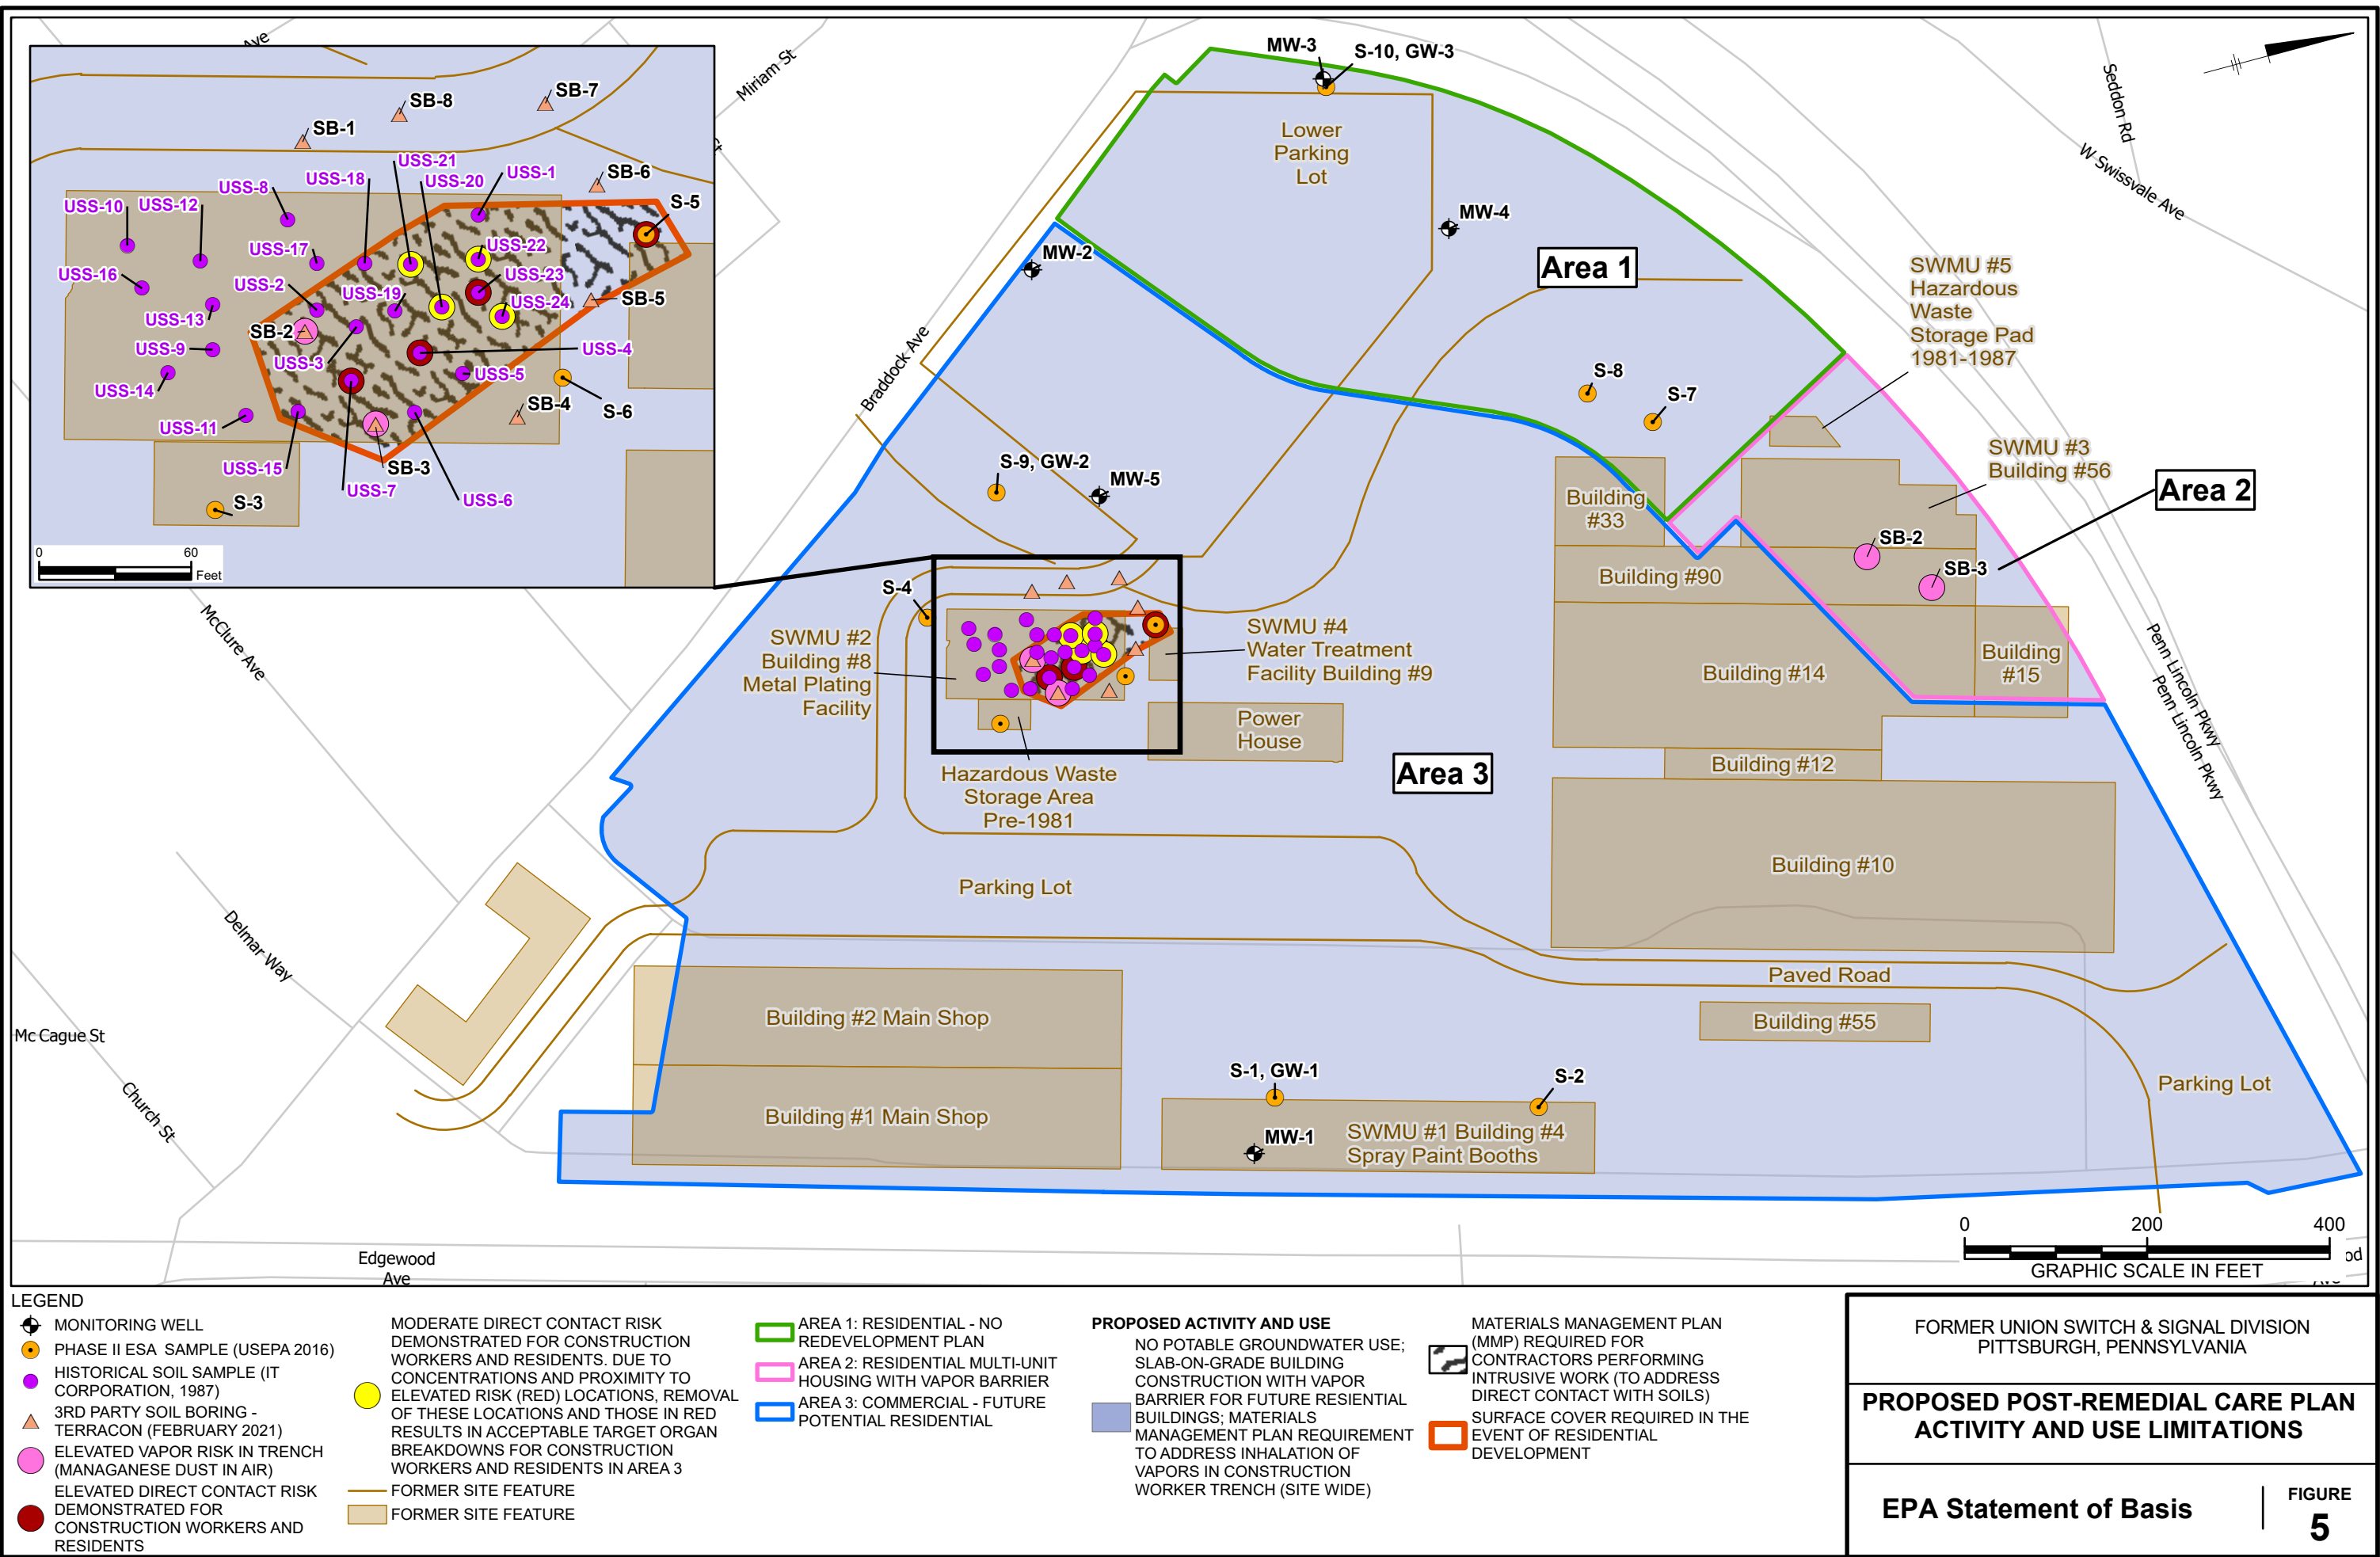 Ave
Miriam St
SB-8
SB-7
SB-1
USS-21
USS-18
USS-20
USS-1
SB-6
USS-8
USS-10
USS-12
S-5
USS-17
USS-22
USS-16
USS-2
USS-19
USS-23
USS-24
SB-5
USS-13
SB-2
USS-9
USS-3
USS-4
USS-14
USS-5
SB-4
S-6
USS-11
USS-15
SB-3
USS-7
USS-6
S-3
0
60
Feet
MW-3
S-10, GW-3
Lower
Parking
Lot
MW-4
MW-2
Area 1
Seddon Rd
W Swissvale Ave
SWMU #5
Hazardous
Waste
Storage Pad
1981-1987
Braddock Ave
S-8
S-7
SWMU #3
Building #56
Area 2
S-9, GW-2
MW-5
Building
#33
SB-2
SB-3
Building #90
S-4
SWMU #2
Building #8
Metal Plating
Facility
SWMU #4
Water Treatment
Facility Building #9
Building #14
Building
#15
Penn Lincoln Pkwy
Penn Lincoln Pkwy
Power
House
Area 3
Building #12
Hazardous Waste
Storage Area
Pre-1981
Building #10
Parking Lot
McClure Ave
Delmar Way
Mc Cague St
Church St
Paved Road
Building #2 Main Shop
Building #55
Building #1 Main Shop
S-1, GW-1
S-2
MW-1
SWMU #1 Building #4
Spray Paint Booths
Parking Lot
Edgewood
Ave
0
200
400
GRAPHIC SCALE IN FEET
od
LEGEND
MONITORING WELL
PHASE II ESA SAMPLE (USEPA 2016)
HISTORICAL SOIL SAMPLE (IT
CORPORATION, 1987)
3RD PARTY SOIL BORING -
TERRACON (FEBRUARY 2021)
ELEVATED VAPOR RISK IN TRENCH
(MANAGANESE DUST IN AIR)
ELEVATED DIRECT CONTACT RISK
DEMONSTRATED FOR
CONSTRUCTION WORKERS AND
RESIDENTS
MODERATE DIRECT CONTACT RISK
DEMONSTRATED FOR CONSTRUCTION
WORKERS AND RESIDENTS. DUE TO
CONCENTRATIONS AND PROXIMITY TO
ELEVATED RISK (RED) LOCATIONS, REMOVAL
OF THESE LOCATIONS AND THOSE IN RED
RESULTS IN ACCEPTABLE TARGET ORGAN
BREAKDOWNS FOR CONSTRUCTION
WORKERS AND RESIDENTS IN AREA 3
FORMER SITE FEATURE
FORMER SITE FEATURE
AREA 1: RESIDENTIAL - NO
REDEVELOPMENT PLAN
AREA 2: RESIDENTIAL MULTI-UNIT
HOUSING WITH VAPOR BARRIER
AREA 3: COMMERCIAL - FUTURE
POTENTIAL RESIDENTIAL
PROPOSED ACTIVITY AND USE
NO POTABLE GROUNDWATER USE;
SLAB-ON-GRADE BUILDING
CONSTRUCTION WITH VAPOR
BARRIER FOR FUTURE RESIENTIAL
BUILDINGS; MATERIALS
MANAGEMENT PLAN REQUIREMENT
TO ADDRESS INHALATION OF
VAPORS IN CONSTRUCTION
WORKER TRENCH (SITE WIDE)
MATERIALS MANAGEMENT PLAN
(MMP) REQUIRED FOR
CONTRACTORS PERFORMING
INTRUSIVE WORK (TO ADDRESS
DIRECT CONTACT WITH SOILS)
SURFACE COVER REQUIRED IN THE
EVENT OF RESIDENTIAL
DEVELOPMENT
FORMER UNION SWITCH & SIGNAL DIVISION
PITTSBURGH, PENNSYLVANIA
PROPOSED POST-REMEDIAL CARE PLAN
ACTIVITY AND USE LIMITATIONS
EPA Statement of Basis
FIGURE
5